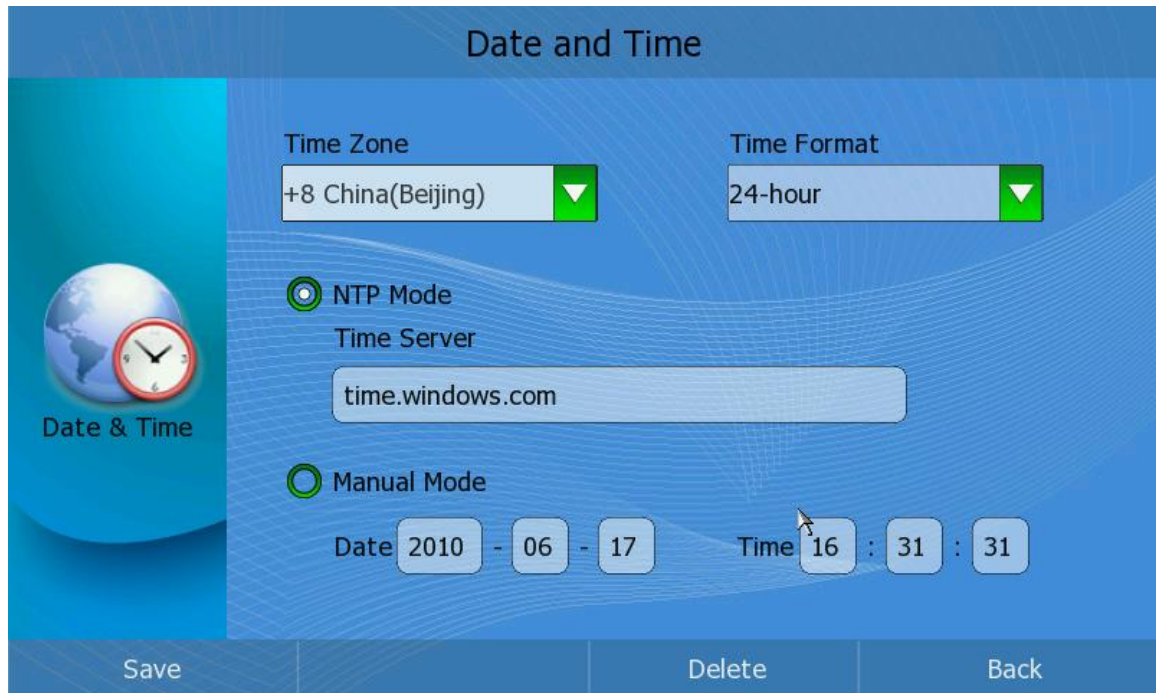 Date and Time
Time Zone
Time Format
+8 China(Beijing)
24-hour
NTP Mode
Time Server
time.windows.com
Date & Time
Manual Mode
Date 2010 - 06 - 17 Time 16 : 31 : 31
Save Delete Back